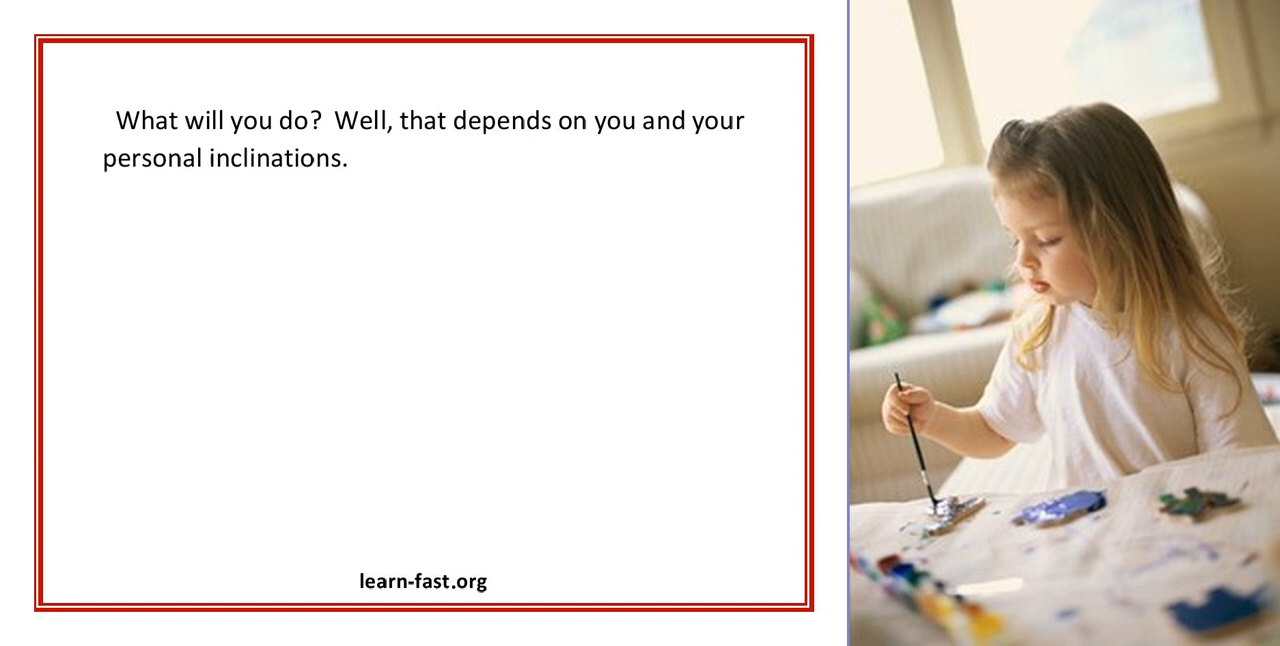 What will you do?  Well, that depends on you and your
personal inclinations.
learn-fast.org